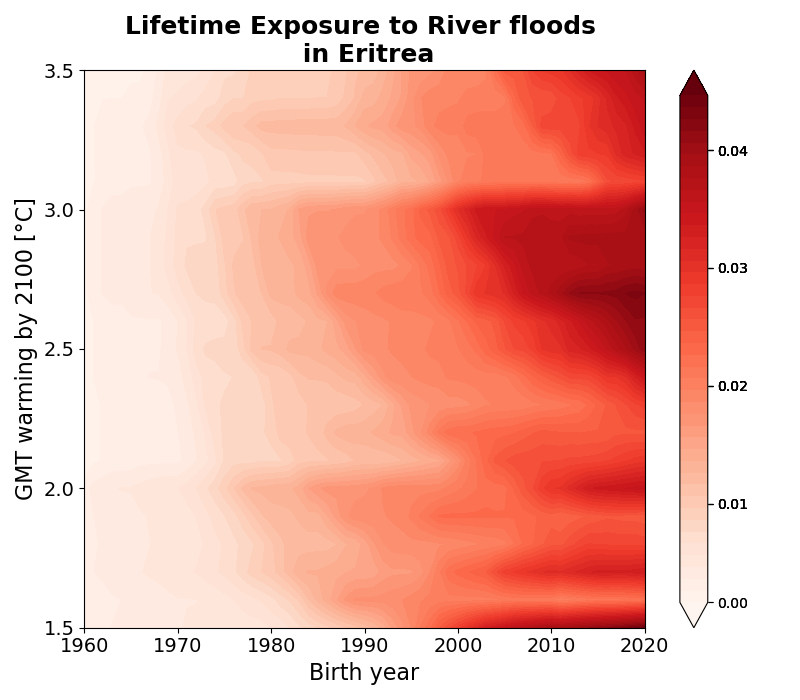 Lifetime Exposure to River floods
in Eritrea
GMT warming by 2100 [°C]
3.5
3.0
2.5
2.0
1.5
1960 1970 1980 1990 2000 2010 2020
Birth year
0.04
0.03
0.02
0.01
0.00